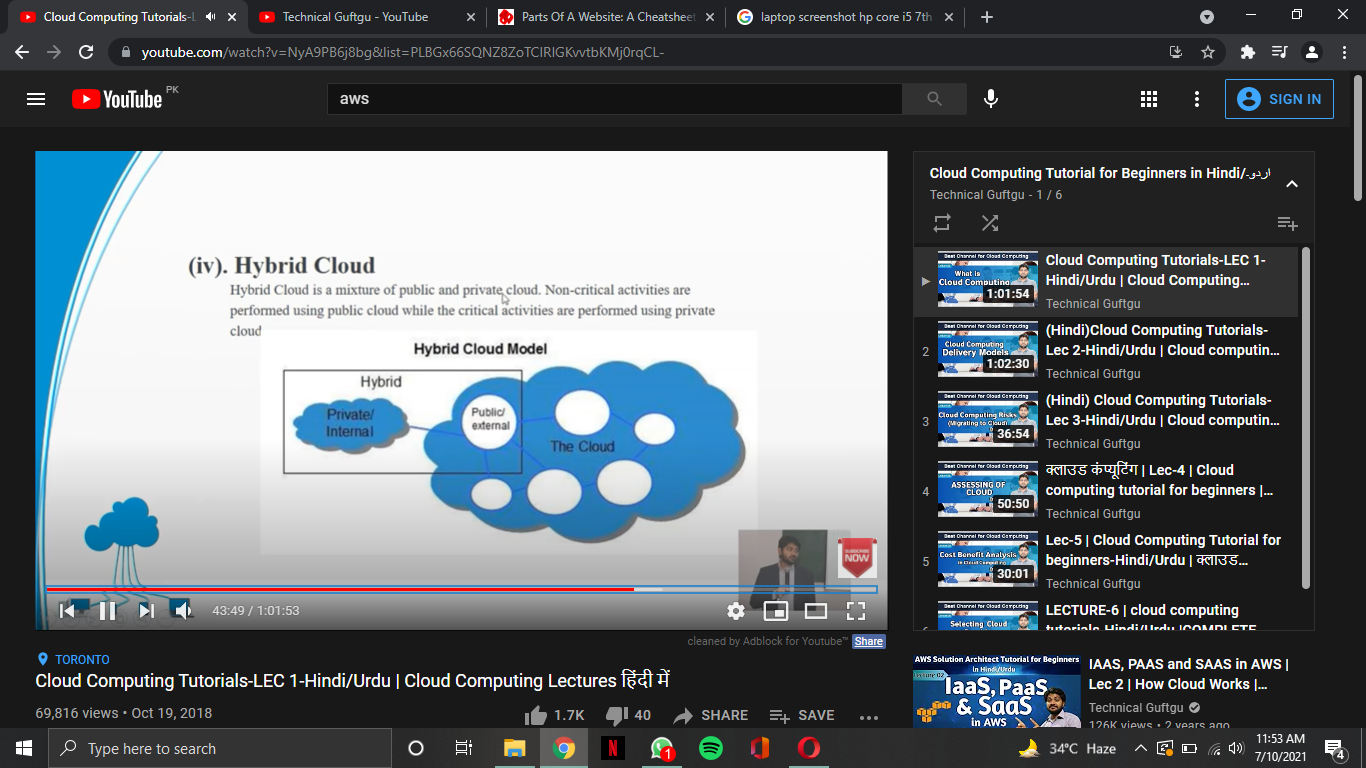 Cloud Computing Tutorials-L
Technical Guftgu - YouTube
Parts Of A Website: A Cheatsheet
laptop screenshot hp core i5 7th
youtube.com/watch?v=NyA9PB6j8bg&list=PLBGx66SQNZ8ZoTCIRIGKvvtbKMj0rqCL-
YouTube PK
aws
SIGN IN
(iv). Hybrid Cloud
Hybrid Cloud is a mixture of public and private cloud. Non-critical activities are
performed using public cloud while the critical activities are performed using private
cloud
Hybrid Cloud Model
Hybrid
Private/
Internal
Public/
external
The Cloud
SUBSCRIBE
NOW
43:49 / 1:01:53
cleaned by Adblock for Youtube™ Share
TORONTO
Cloud Computing Tutorials-LEC 1-Hindi/Urdu | Cloud Computing Lectures हिंदी में
69,816 views • Oct 19, 2018
1.7K
40
SHARE
SAVE
Cloud Computing Tutorial for Beginners in Hindi/اردو-
Technical Guftgu - 1 / 6
Best Channel for Cloud Computing
What is
Cloud Computing
1:01:54
Cloud Computing Tutorials-LEC 1-
Hindi/Urdu | Cloud Computing...
Technical Guftgu
2
Best Channel for Cloud Computing
Cloud Computing
Delivery Models
1:02:30
(Hindi)Cloud Computing Tutorials-
Lec 2-Hindi/Urdu | Cloud computin...
Technical Guftgu
3
Best Channel for Cloud Computing
Cloud Computing Risks
(Migrating to Cloud)
36:54
(Hindi) Cloud Computing Tutorials-
Lec 3-Hindi/Urdu | Cloud computin...
Technical Guftgu
4
Best Channel for Cloud Computing
ASSESSING OF
CLOUD
50:50
क्लाउड कंप्यूटिंग | Lec-4 | Cloud
computing tutorial for beginners |...
Technical Guftgu
5
Best Channel for Cloud Computing
Cost Benefit Analysis
in Cloud Computing
30:01
Lec-5 | Cloud Computing Tutorial for
beginners-Hindi/Urdu | क्लाउड...
Technical Guftgu
Best Channel for Cloud Computing
Selecting Cloud
LECTURE-6 | cloud computing
tutorials-Hindi/Urdu |COMPLETE
AWS Solution Architect Tutorial for Beginners
in Hindi/Urdu
Lecture 02
IaaS, PaaS
& SaaS
in AWS
IAAS, PAAS and SAAS in AWS |
Lec 2 | How Cloud Works |...
Technical Guftgu
126K views • 2 years ago
Type here to search
1
34°C Haze
11:53 AM
7/10/2021
4